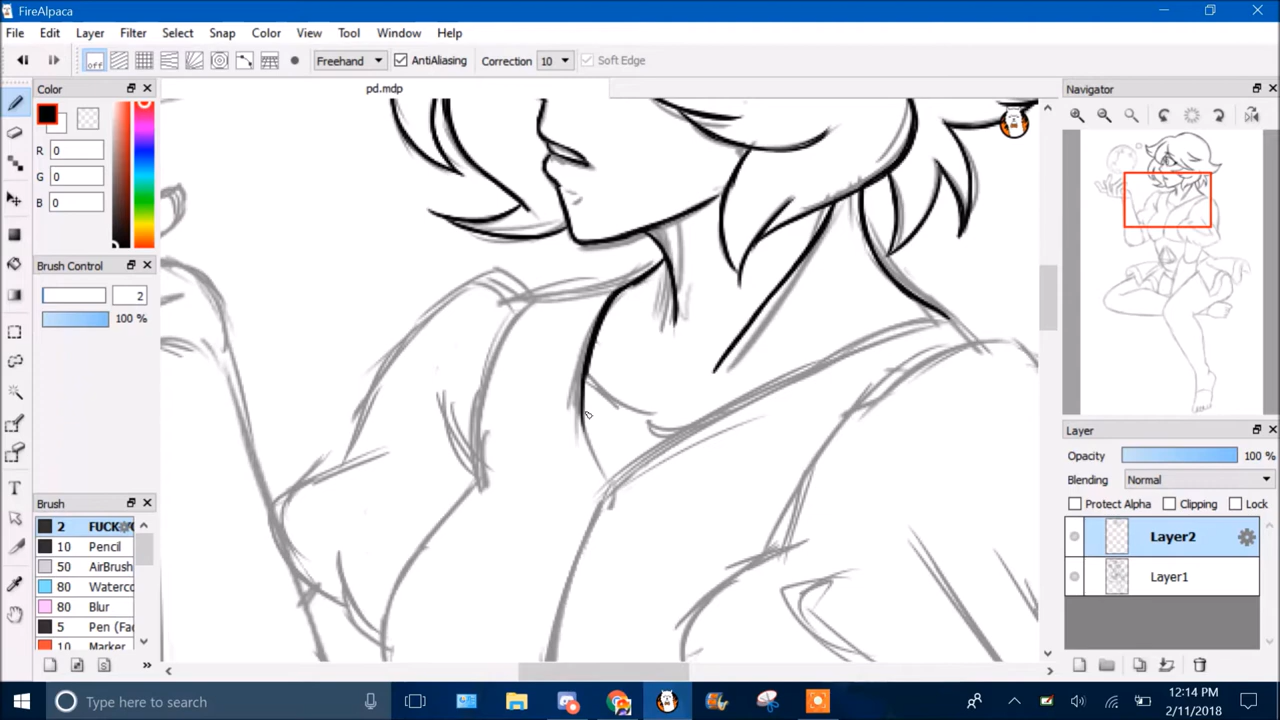 FireAlpaca
File Edit Layer Filter Select Snap Color View Tool Window Help
off Freehand AntiAliasing Correction 10 Soft Edge
Color
pd.mdp
Navigator
R 0
G 0
B 0
Brush Control
2
100 %
Layer
Opacity 100 %
Blending Normal
Protect Alpha Clipping Lock
Layer2
Layer1
Brush
2 FUCK
10 Pencil
50 AirBrush
80 Waterco
80 Blur
5 Pen (Fad
10 Marker
Type here to search
12:14 PM
2/11/2018